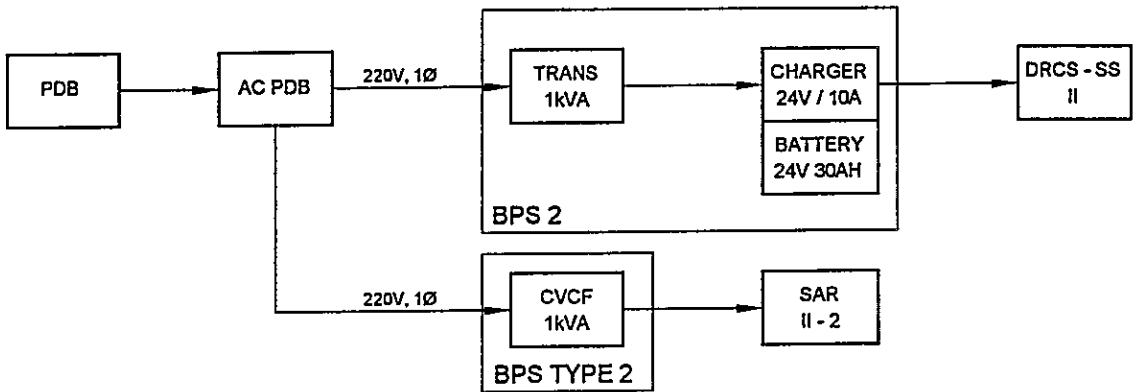 PDB
AC PDB
220V, 1Ø
TRANS
1kVA
CHARGER
24V / 10A
BATTERY
24V 30AH
DRCS - SS
II
BPS 2
220V, 1Ø
CVCF
1kVA
SAR
II - 2
BPS TYPE 2